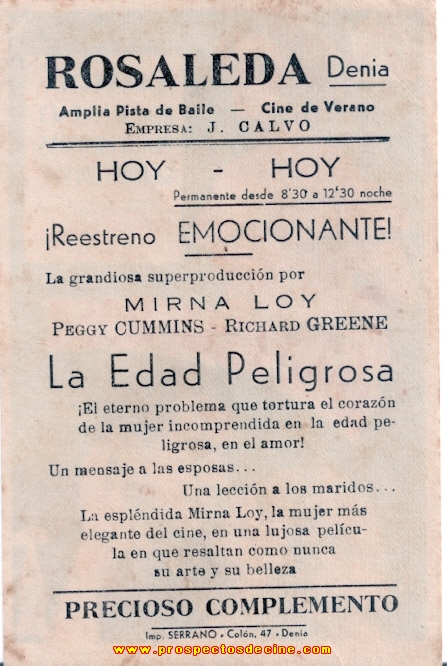 ROSALEDA Denia
Amplia Pista de Baile — Cine de Verano
EMPRESA: J. CALVO
HOY - HOY
Permanente desde 8'30 a 12'30 noche
¡Reestreno EMOCIONANTE!
La grandiosa superproducción por
MIRNA LOY
PEGGY CUMMINS - RICHARD GREENE
La Edad Peligrosa
¡El eterno problema que tortura el corazón
de la mujer incomprendida en la edad pe-
ligrosa, en el amor!
Un mensaje a las esposas...
Una lección a los maridos...
La espléndida Mirna Loy, la mujer más
elegante del cine, en una lujosa pelícu-
la en que resaltan como nunca
su arte y su belleza
PRECIOSO COMPLEMENTO
Imp. SERRANO - Colón, 47 - Denia
www.prospectosdecine.com